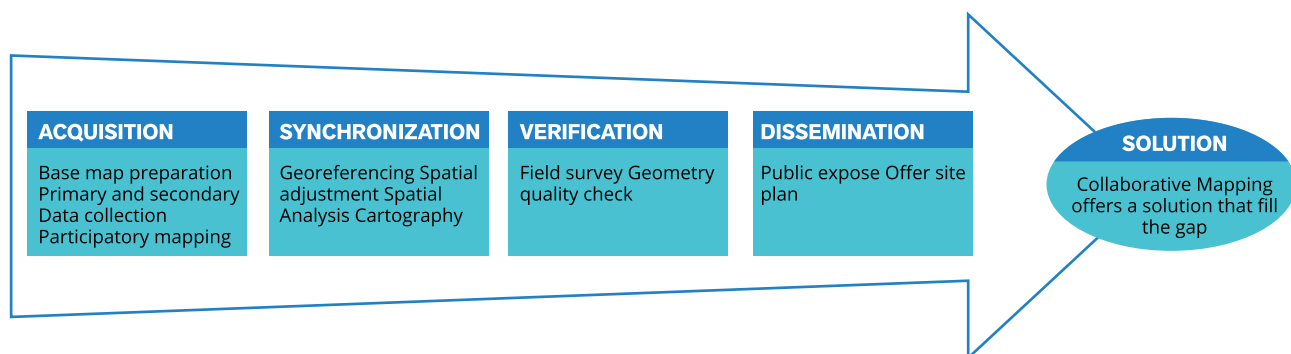 ACQUISITION
Base map preparation
Primary and secondary
Data collection
Participatory mapping
SYNCHRONIZATION
Georeferencing Spatial
adjustment Spatial
Analysis Cartography
VERIFICATION
Field survey Geometry
quality check
DISSEMINATION
Public expose Offer site
plan
SOLUTION
Collaborative Mapping
offers a solution that fill
the gap